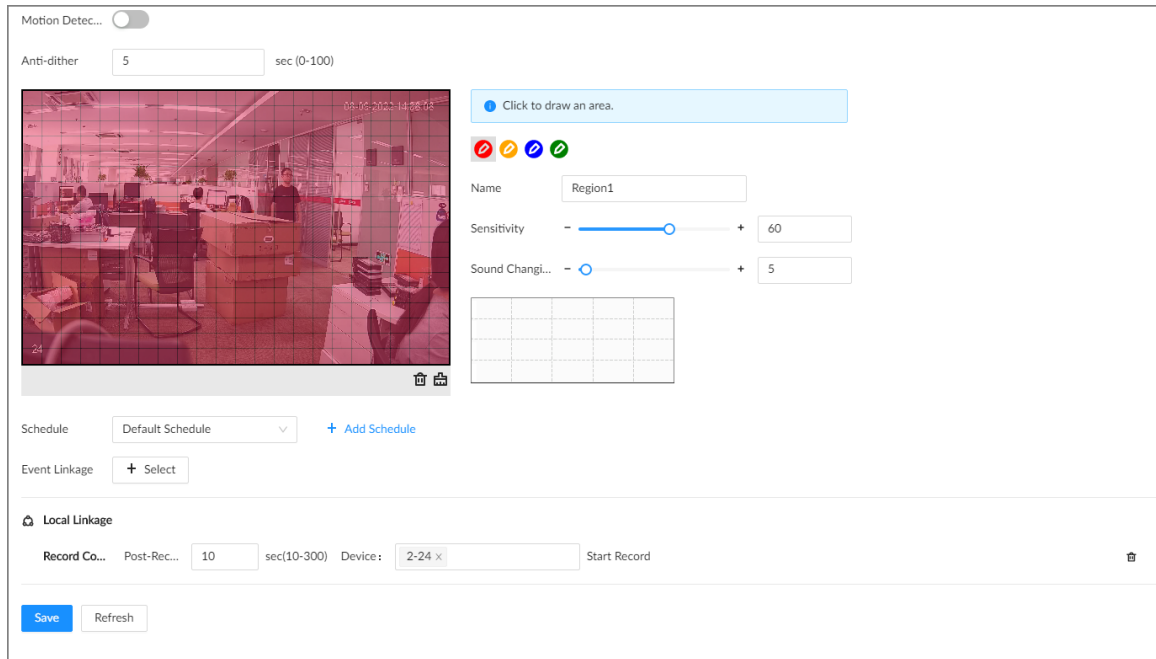 Motion Detec...
Anti-dither 5 sec (0-100)
Click to draw an area.
Name Region1
Sensitivity - + 60
Sound Changi... - + 5
24
Schedule Default Schedule + Add Schedule
Event Linkage + Select
Local Linkage
Record Co... Post-Rec... 10 sec(10-300) Device: 2-24 × Start Record
Save Refresh